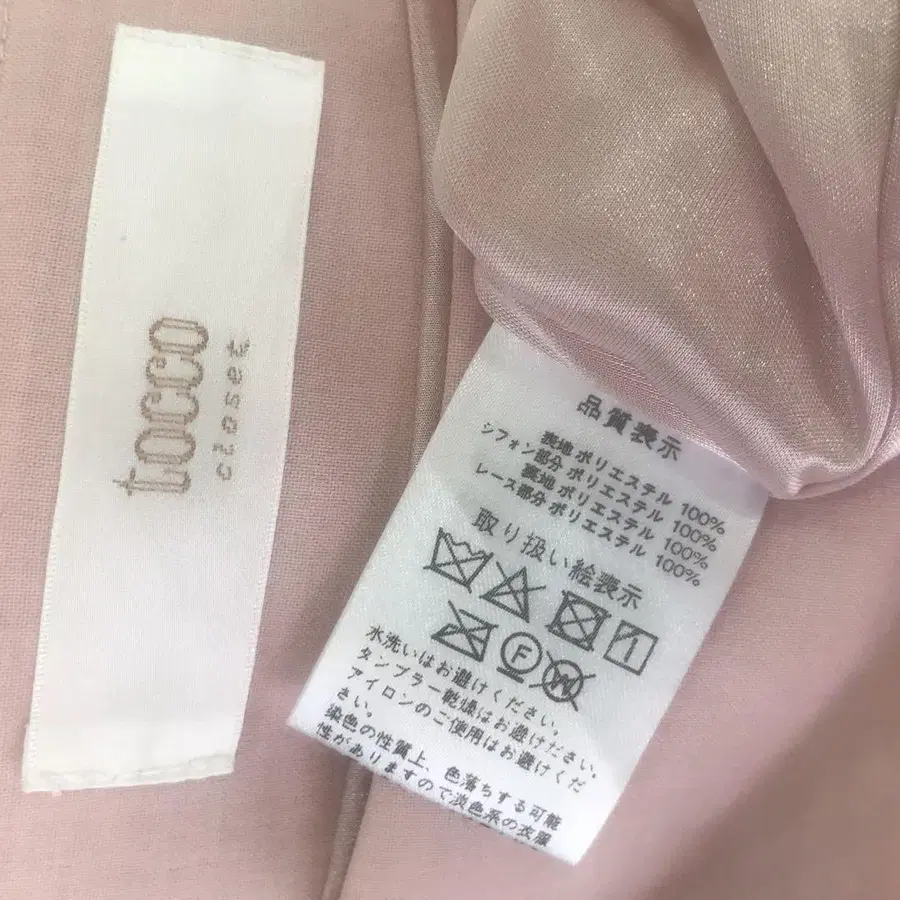 tocco
closet
品質表示
表地 ポリエステル 100%
シフォン部分 ポリエステル 100%
裏地 ポリエステル 100%
レース部分 ポリエステル 100%
取り扱い絵表示
F W
水洗いはお避けください。
タンブラー乾燥はお避けください。
アイロンのご使用はお避けくだ
さい。
染色の性質上、色落ちする可能
性がありますので淡色系の衣服